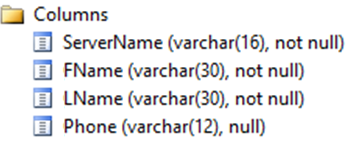 Columns
ServerName (varchar(16), not null)
FName (varchar(30), not null)
LName (varchar(30), not null)
Phone (varchar(12), null)